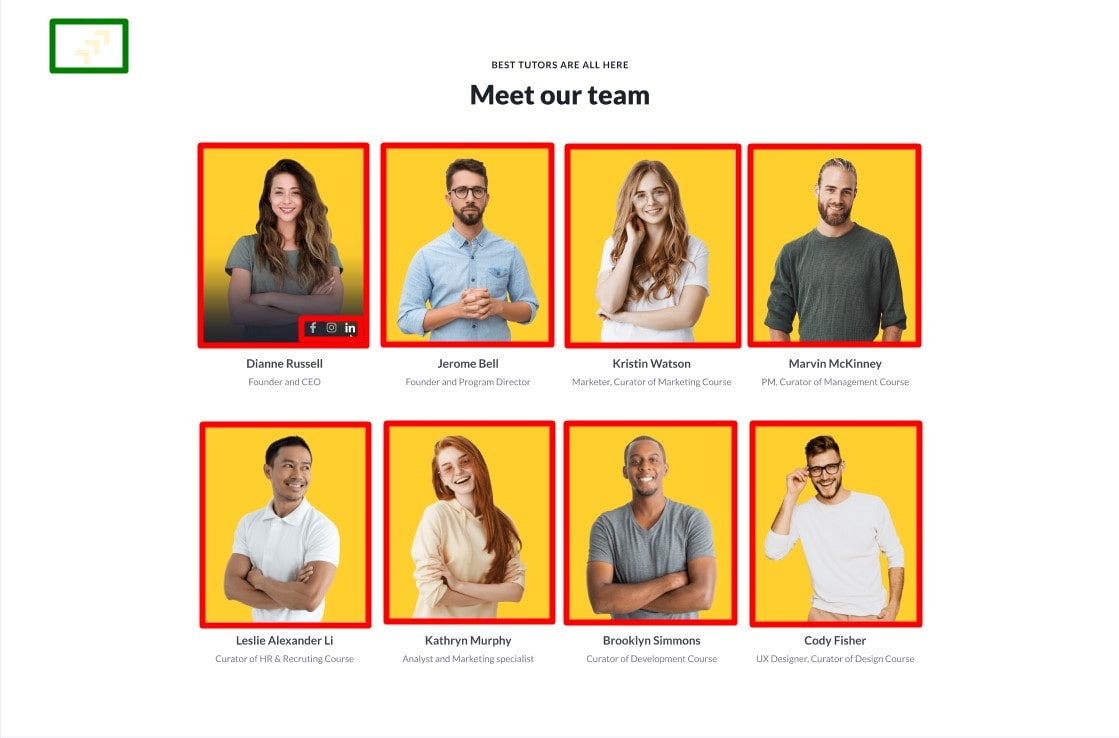 BEST TUTORS ARE ALL HERE
Meet our team
Dianne Russell
Founder and CEO
Jerome Bell
Founder and Program Director
Kristin Watson
Marketer, Curator of Marketing Course
Marvin McKinney
PM, Curator of Management Course
Leslie Alexander Li
Curator of HR & Recruting Course
Kathryn Murphy
Analyst and Marketing specialist
Brooklyn Simmons
Curator of Development Course
Cody Fisher
UX Designer, Curator of Design Course